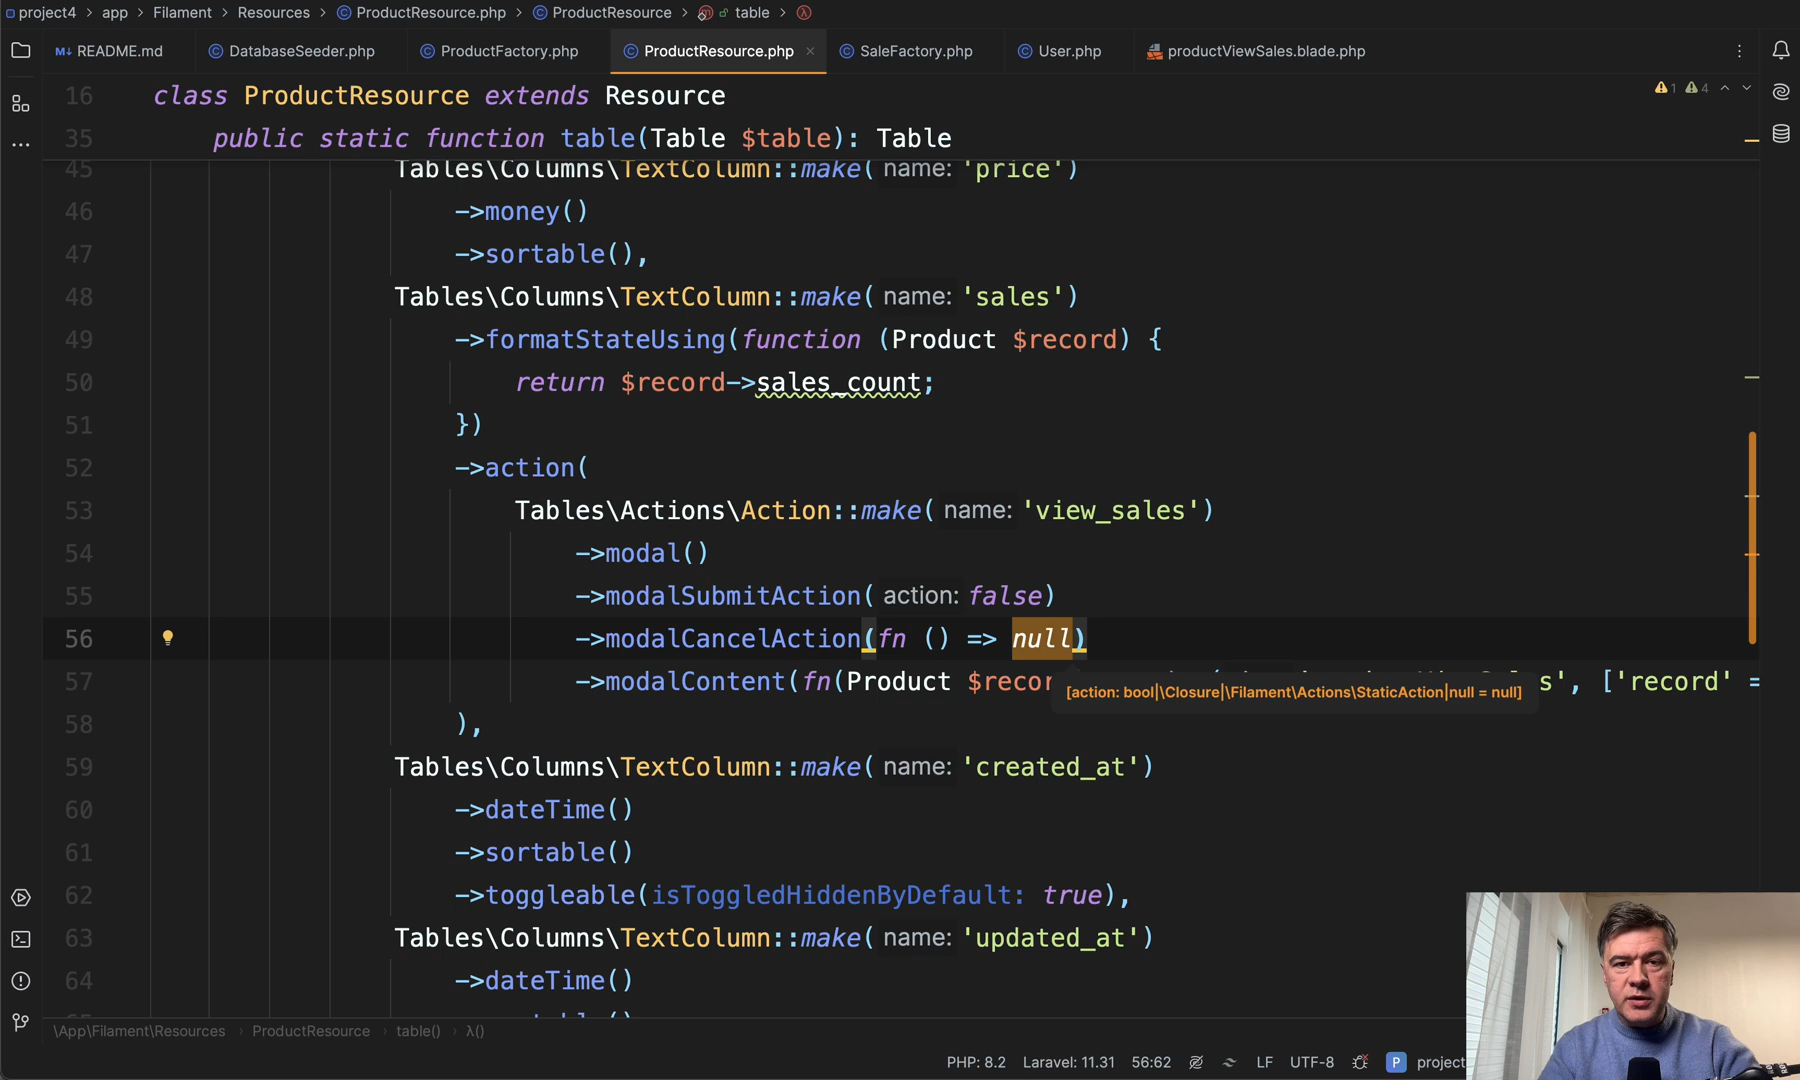 project4 > app > Filament > Resources > ProductResource.php > ProductResource > table >
README.md DatabaseSeeder.php ProductFactory.php ProductResource.php SaleFactory.php User.php productViewSales.blade.php
16 class ProductResource extends Resource
1 4
35 public static function table(Table $table): Table
45 Tables\Columns\TextColumn::make( name: 'price')
46 ->money()
47 ->sortable(),
48 Tables\Columns\TextColumn::make( name: 'sales')
49 ->formatStateUsing(function (Product $record) {
50 return $record->sales_count;
51 })
52 ->action(
53 Tables\Actions\Action::make( name: 'view_sales')
54 ->modal()
55 ->modalSubmitAction( action: false)
56 ->modalCancelAction(fn () => null)
57 ->modalContent(fn(Product $recor s', ['record' =
[action: bool|\Closure|\Filament\Actions\StaticAction|null = null]
58 ),
59 Tables\Columns\TextColumn::make( name: 'created_at')
60 ->dateTime()
61 ->sortable()
62 ->toggleable(isToggledHiddenByDefault: true),
63 Tables\Columns\TextColumn::make( name: 'updated_at')
64 ->dateTime()
\App\Filament\Resources > ProductResource > table() > λ()
PHP: 8.2 Laravel: 11.31 56:62 LF UTF-8 P project